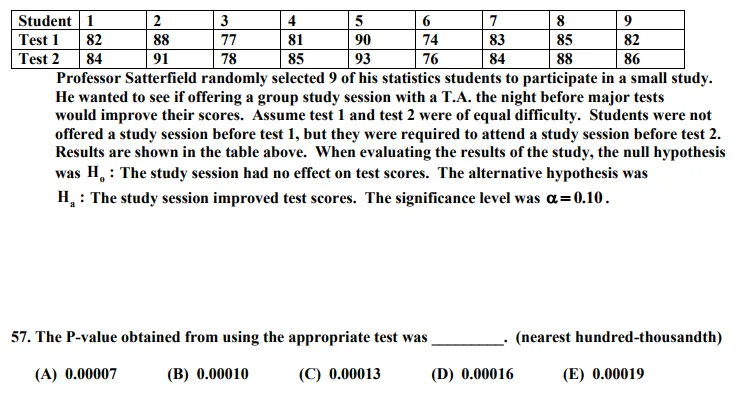 Student 1 2 3 4 5 6 7 8 9
Test 1 82 88 77 81 90 74 83 85 82
Test 2 84 91 78 85 93 76 84 88 86
Professor Satterfield randomly selected 9 of his statistics students to participate in a small study.
He wanted to see if offering a group study session with a T.A. the night before major tests
would improve their scores. Assume test 1 and test 2 were of equal difficulty. Students were not
offered a study session before test 1, but they were required to attend a study session before test 2.
Results are shown in the table above. When evaluating the results of the study, the null hypothesis
was Hₒ : The study session had no effect on test scores. The alternative hypothesis was
Hₐ : The study session improved test scores. The significance level was α = 0.10 .
57. The P-value obtained from using the appropriate test was _________. (nearest hundred-thousandth)
(A) 0.00007 (B) 0.00010 (C) 0.00013 (D) 0.00016 (E) 0.00019